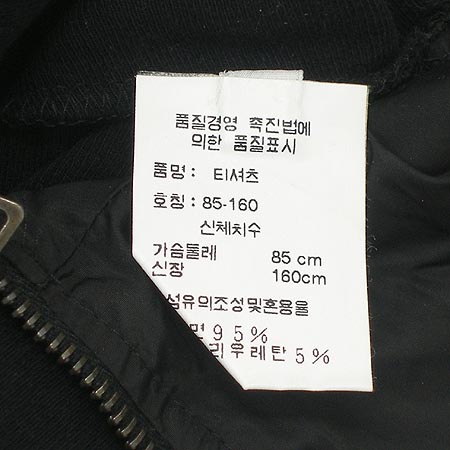 품질경영 촉진법에
의한 품질표시
품명: 티셔츠
호칭: 85-160
신체치수
가슴둘레 85 cm
신장 160cm
섬유의조성및혼용율
면 95%
리우레탄 5%